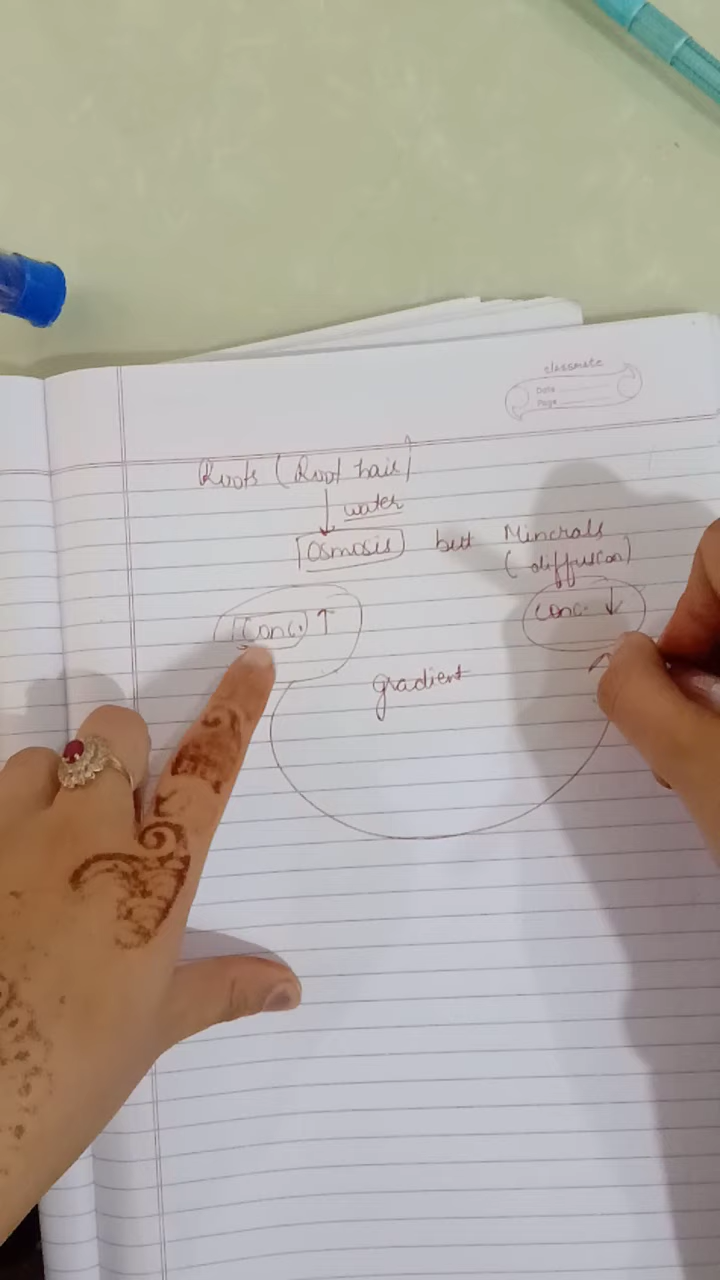 classmate
Date
Page
Roots (Root hair)
water
Osmosis but Minerals
(diffusion)
Conc. ↑
conc. ↓
gradient